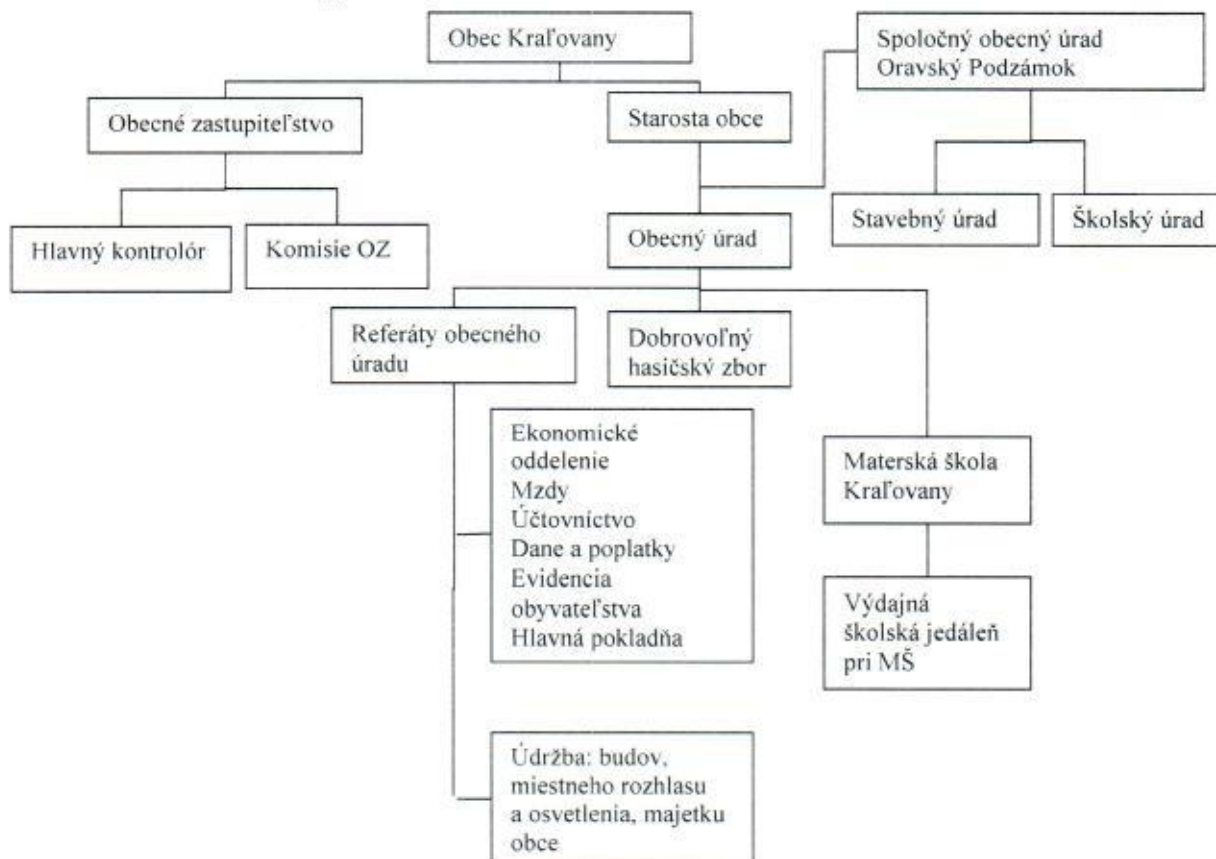 Obec Kraľovany
Spoločný obecný úrad
Oravský Podzámok
Obecné zastupiteľstvo
Starosta obce
Hlavný kontrolór
Komisie OZ
Obecný úrad
Stavebný úrad
Školský úrad
Referáty obecného
úradu
Dobrovoľný
hasičský zbor
Ekonomické
oddelenie
Mzdy
Účtovníctvo
Dane a poplatky
Evidencia
obyvateľstva
Hlavná pokladňa
Materská škola
Kraľovany
Výdajná
školská jedáleň
pri MŠ
Údržba: budov,
miestneho rozhlasu
a osvetlenia, majetku
obce